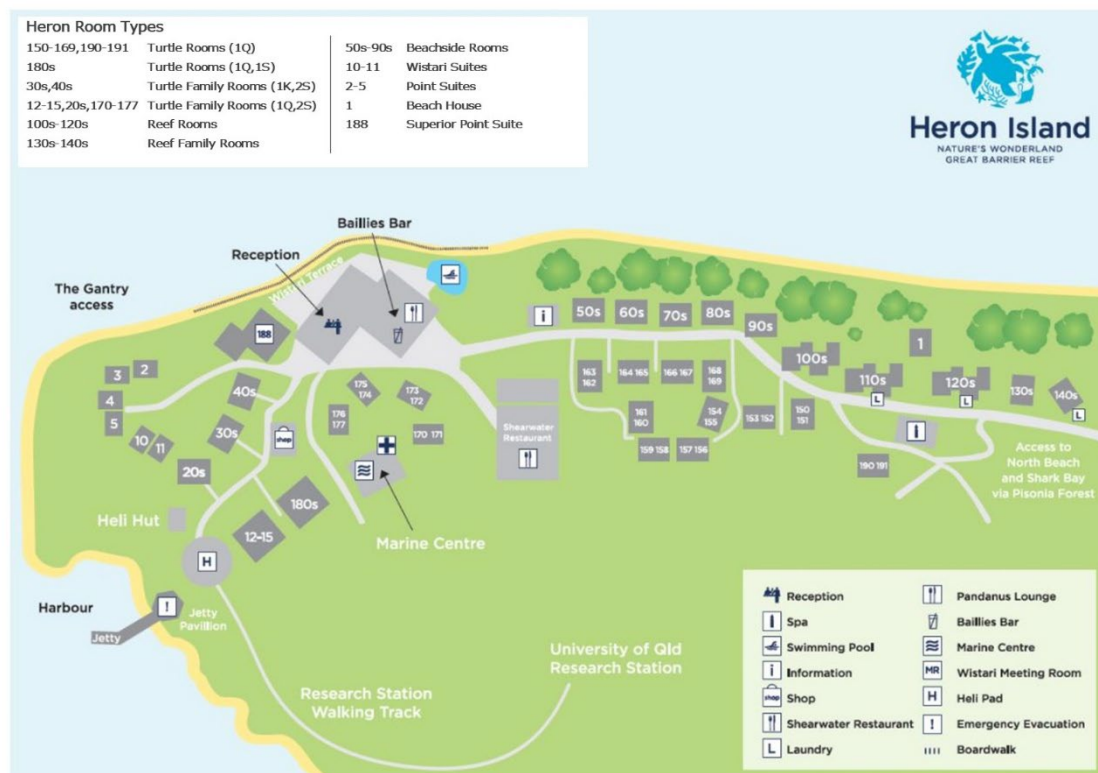 Heron Room Types
150-169,190-191 Turtle Rooms (1Q)
180s Turtle Rooms (1Q,1S)
30s,40s Turtle Family Rooms (1K,2S)
12-15,20s,170-177 Turtle Family Rooms (1Q,2S)
100s-120s Reef Rooms
130s-140s Reef Family Rooms
50s-90s Beachside Rooms
10-11 Wistari Suites
2-5 Point Suites
1 Beach House
188 Superior Point Suite
Heron Island
NATURE'S WONDERLAND
GREAT BARRIER REEF
Baillies Bar
Reception
Wistari Terrace
The Gantry
access
188
i
50s
60s
70s
80s
90s
100s
110s
120s
130s
140s
1
L
L
L
3
2
4
5
10
11
40s
30s
20s
shop
175
174
173
172
176
177
170 171
163
162
164 165
166 167
168
169
161
160
154
155
153 152
150
151
159 158
157 156
190 191
Shearwater
Restaurant
180s
12-15
Marine Centre
Heli Hut
H
Harbour
!
Jetty
Pavillion
Jetty
Access to
North Beach
and Shark Bay
via Pisonia Forest
University of Qld
Research Station
Research Station
Walking Track
Reception
Spa
Swimming Pool
i Information
shop Shop
Shearwater Restaurant
L Laundry
Pandanus Lounge
Baillies Bar
Marine Centre
MR Wistari Meeting Room
H Heli Pad
! Emergency Evacuation
Boardwalk